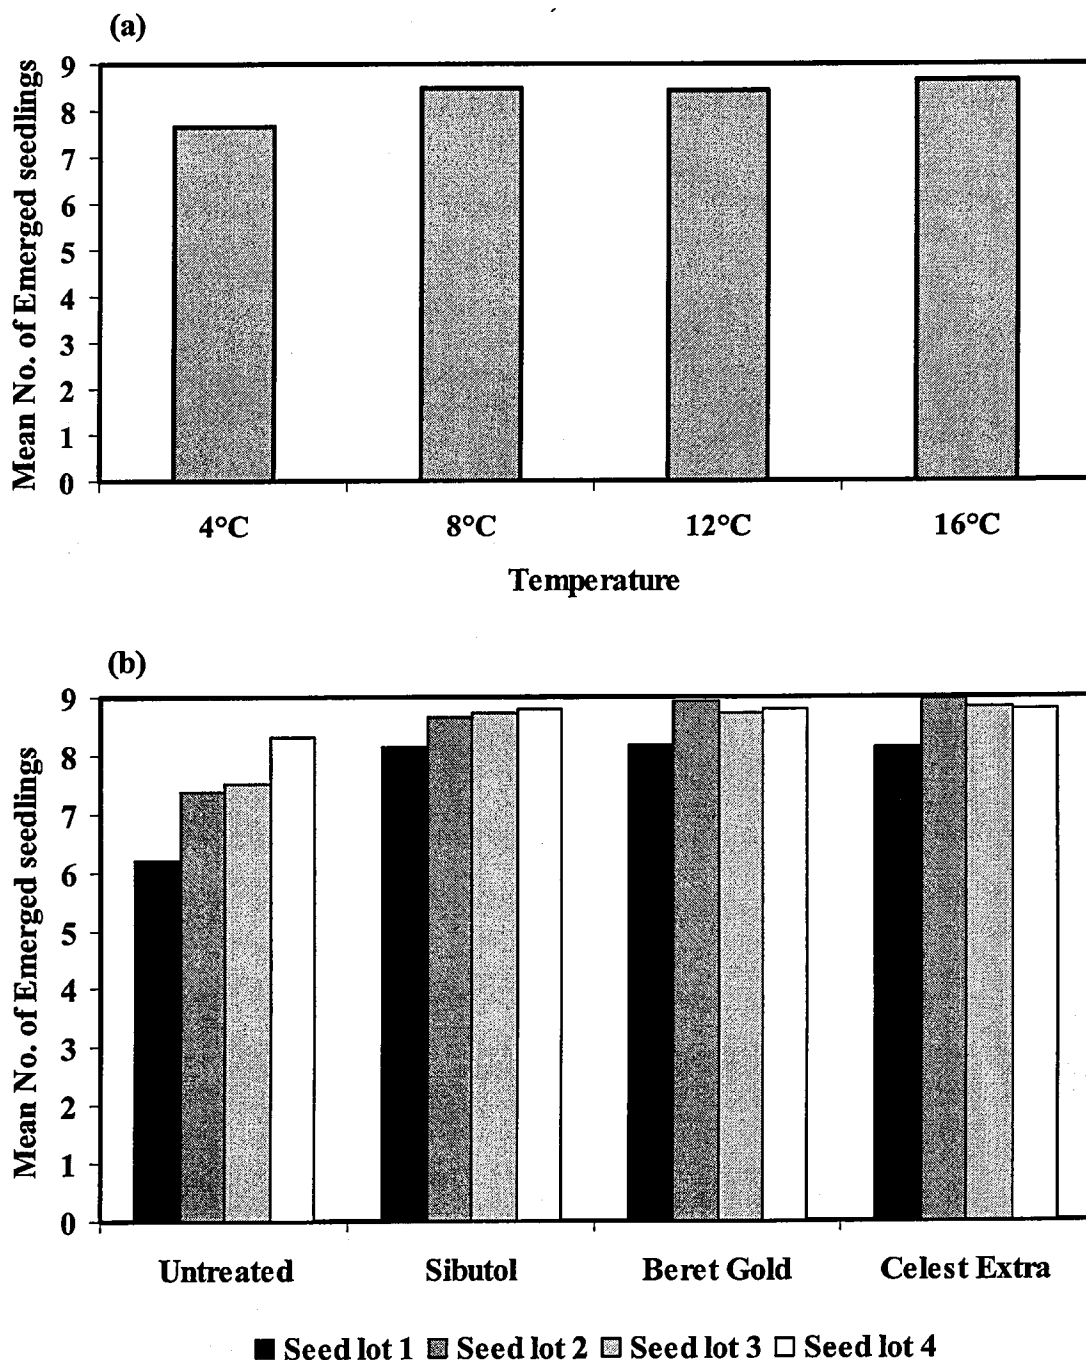 (a)
Mean No. of Emerged seedlings
9
8
7
6
5
4
3
2
1
0
4°C 8°C 12°C 16°C
Temperature
(b)
Mean No. of Emerged seedlings
9
8
7
6
5
4
3
2
1
0
Untreated Sibutol Beret Gold Celest Extra
Seed lot 1 Seed lot 2 Seed lot 3 Seed lot 4